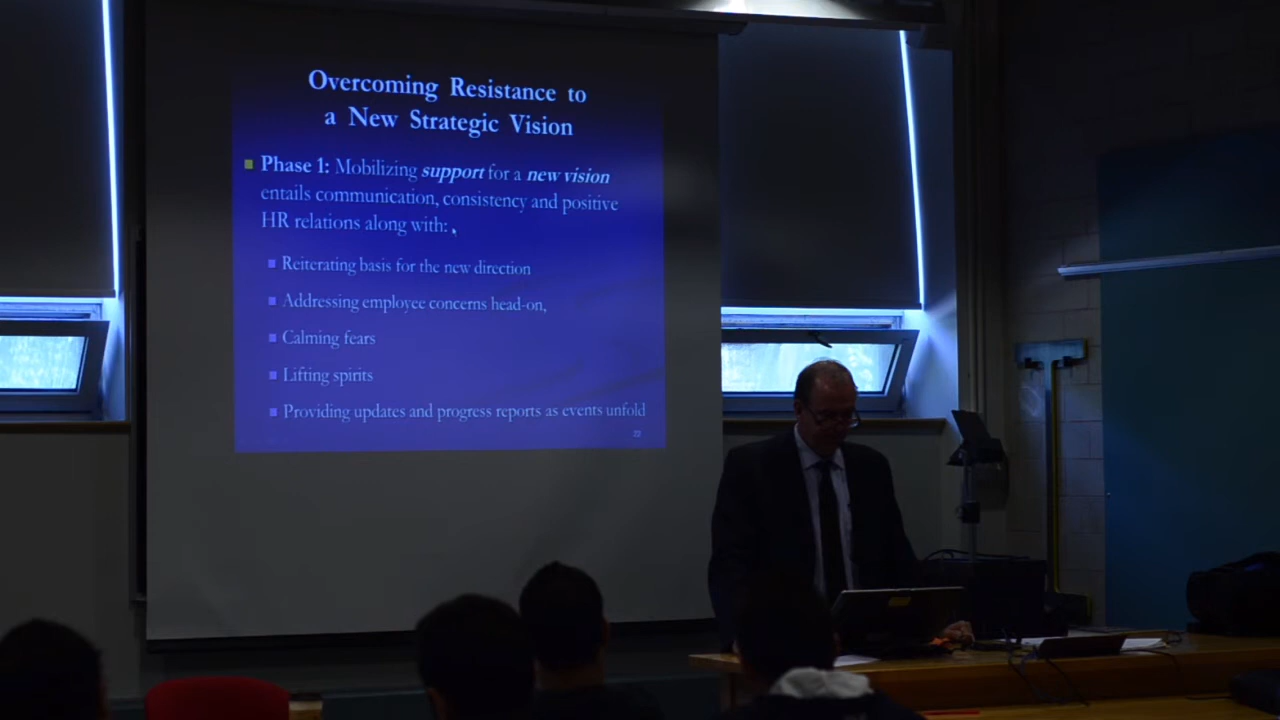 Overcoming Resistance to
a New Strategic Vision
Phase 1: Mobilizing support for a new vision
entails communication, consistency and positive
HR relations along with:
Reiterating basis for the new direction
Addressing employee concerns head-on,
Calming fears
Lifting spirits
Providing updates and progress reports as events unfold